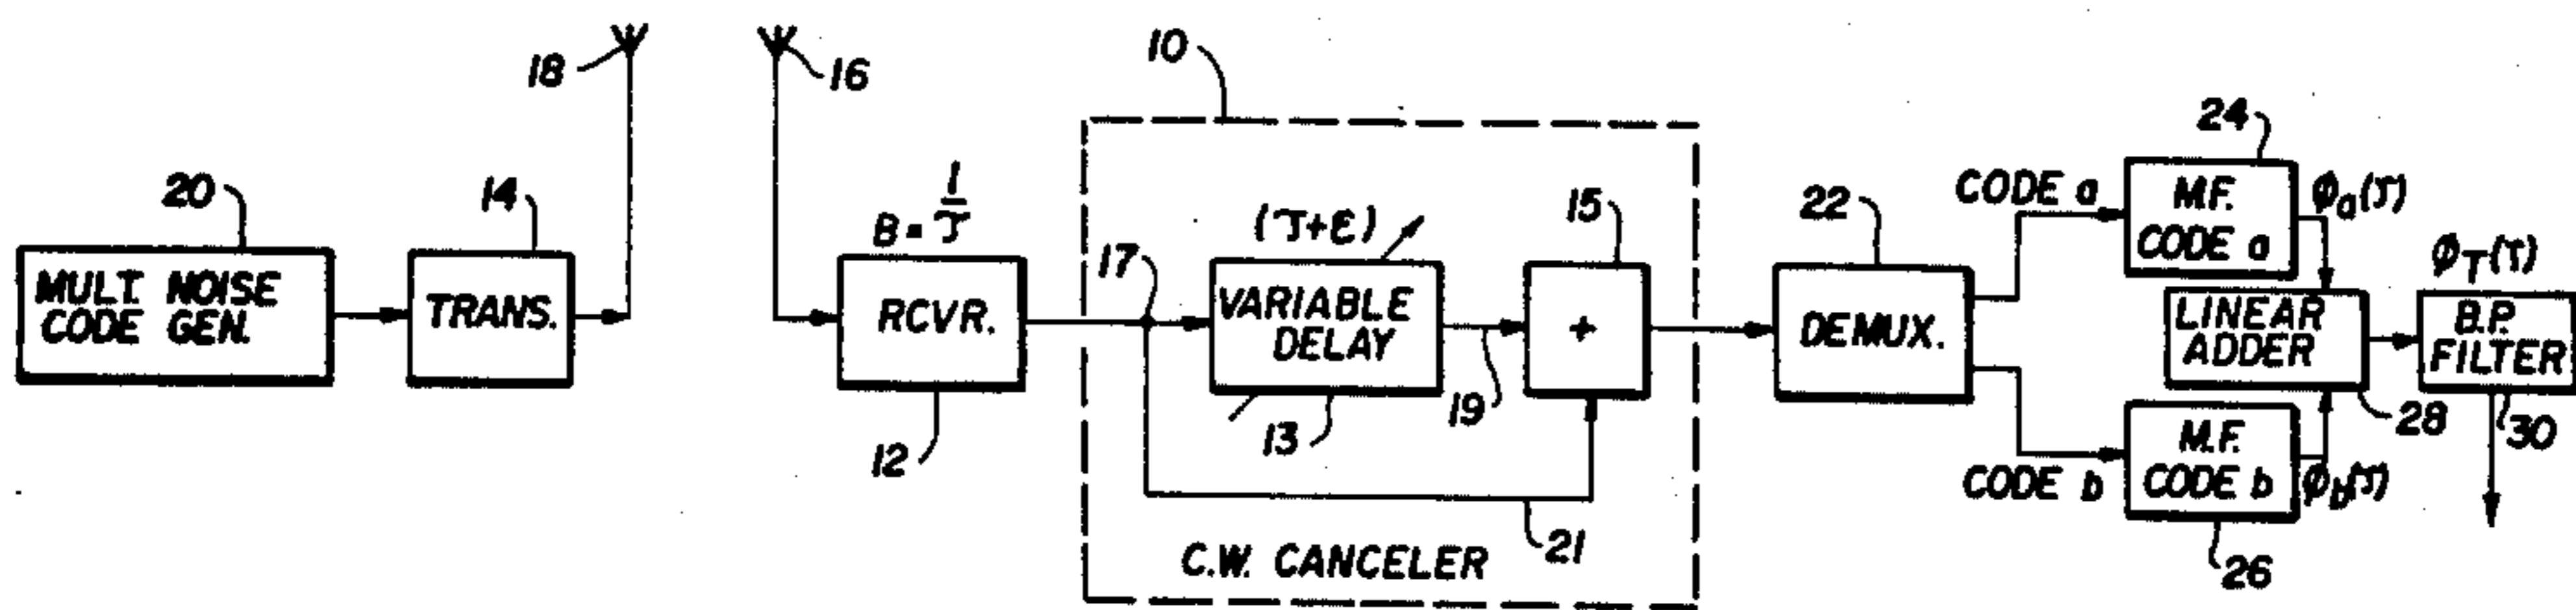 20
MULT. NOISE
CODE GEN.
14
TRANS.
18
16
B = 1/τ
RCVR.
12
10
17
(τ+ε)
VARIABLE
DELAY
13
19
15
+
21
C.W. CANCELER
22
DEMUX.
CODE a
24
M.F.
CODE a
ϕa(τ)
LINEAR
ADDER
28
CODE b
M.F.
CODE b
ϕb(τ)
26
ϕT(τ)
B.P.
FILTER
30